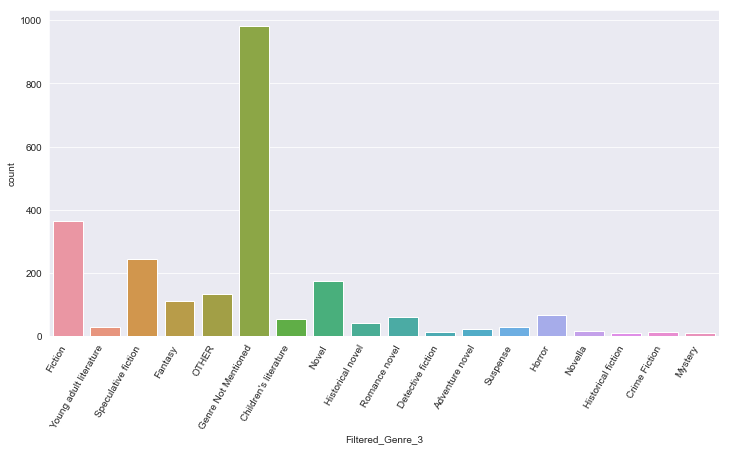 1000
800
600
400
200
0
count
Fiction
Young adult literature
Speculative fiction
Fantasy
OTHER
Genre Not Mentioned
Children's literature
Novel
Historical novel
Romance novel
Detective fiction
Adventure novel
Suspense
Horror
Novella
Historical fiction
Crime Fiction
Mystery
Filtered_Genre_3